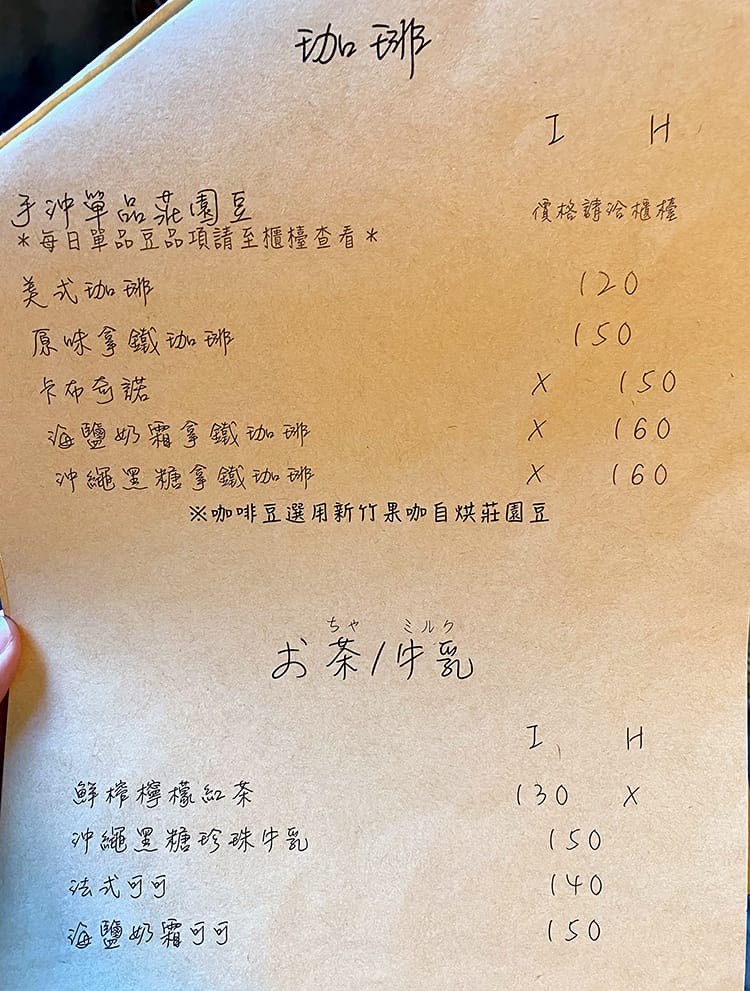 珈琲
I H
手沖單品莊園豆 價格請洽櫃檯
＊每日單品豆品項請至櫃檯查看＊
美式珈琲 120
原味拿鐵珈琲 150
卡布奇諾 X 150
海鹽奶霜拿鐵珈琲 X 160
沖繩黑糖拿鐵珈琲 X 160
※咖啡豆選用新竹果咖自烘莊園豆
ちゃ ミルク
お茶/牛乳
I H
鮮榨檸檬紅茶 130 X
沖繩黑糖珍珠牛乳 150
法式可可 140
海鹽奶霜可可 150